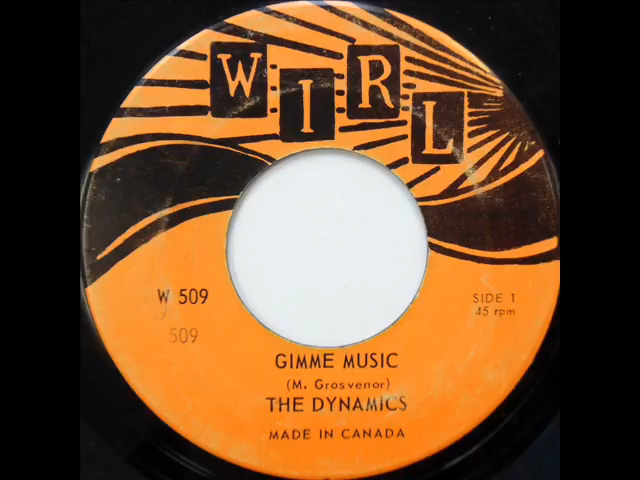 WIRL
W 509
509
SIDE 1
45 rpm
GIMME MUSIC
(M. Grosvenor)
THE DYNAMICS
MADE IN CANADA